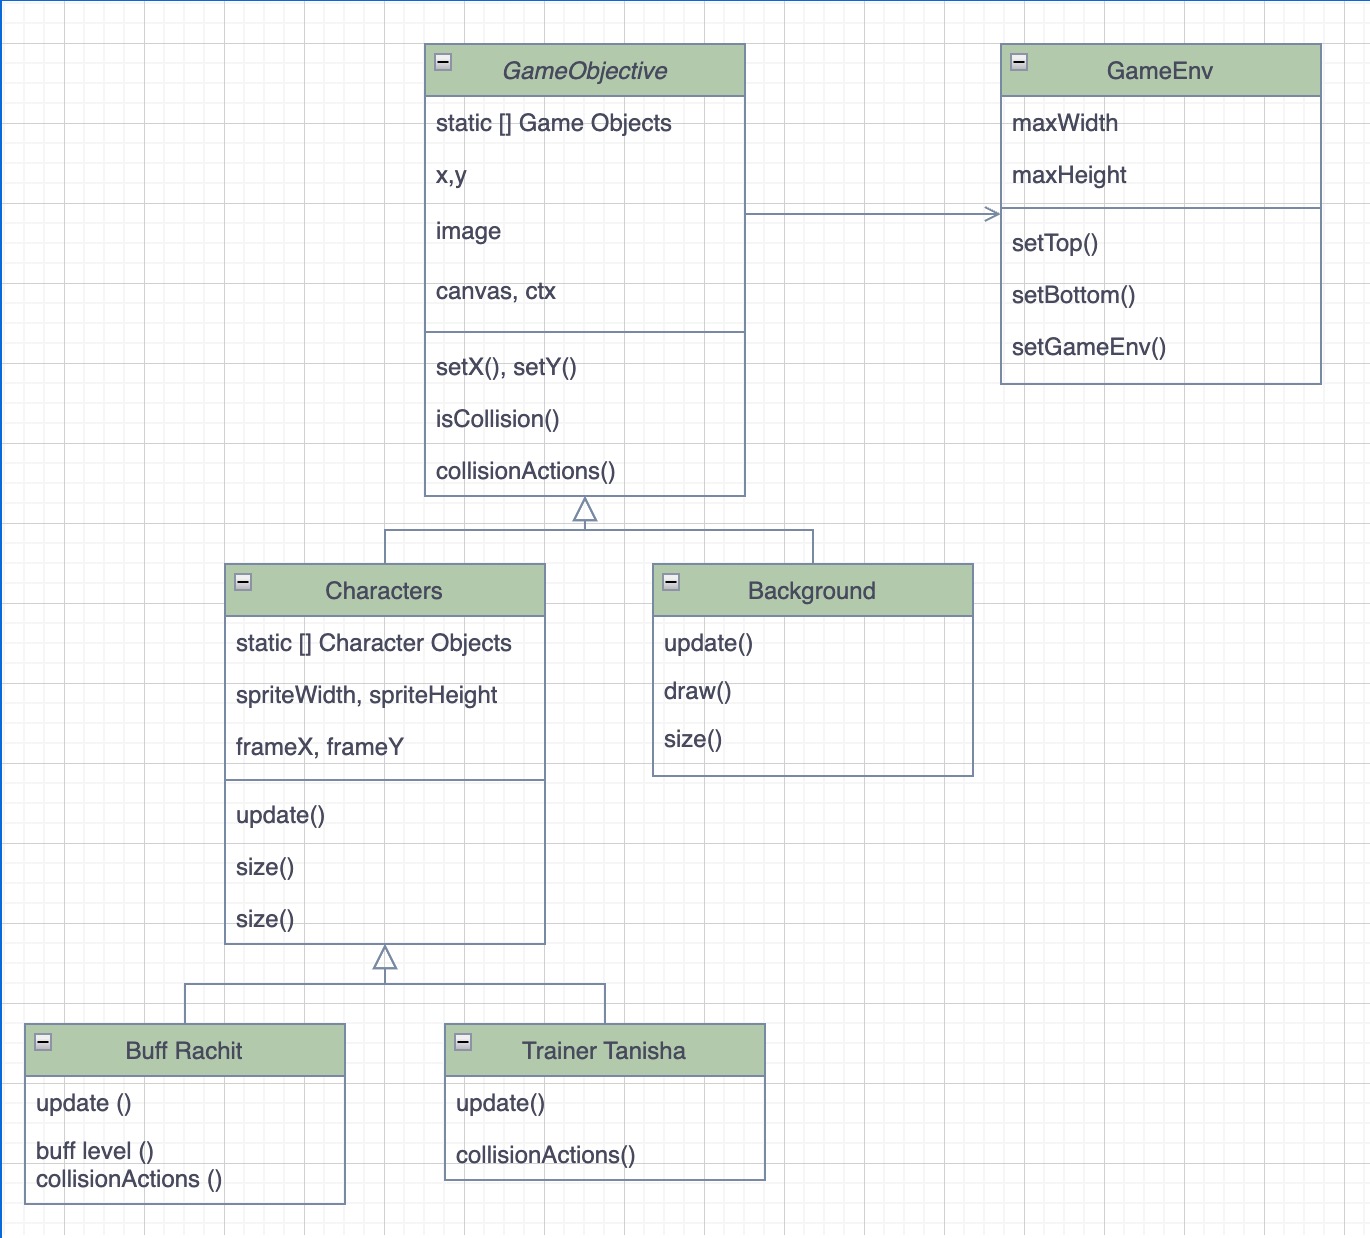 GameObjective
static [] Game Objects
x,y
image
canvas, ctx
setX(), setY()
isCollision()
collisionActions()
GameEnv
maxWidth
maxHeight
setTop()
setBottom()
setGameEnv()
Characters
static [] Character Objects
spriteWidth, spriteHeight
frameX, frameY
update()
size()
size()
Background
update()
draw()
size()
Buff Rachit
update ()
buff level ()
collisionActions ()
Trainer Tanisha
update()
collisionActions()